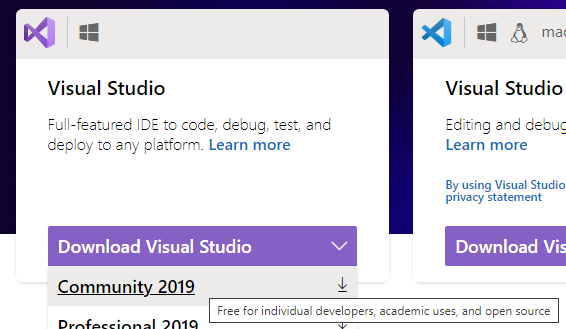 mac
Visual Studio
Full-featured IDE to code, debug, test, and
deploy to any platform. Learn more
Download Visual Studio
Community 2019
Free for individual developers, academic uses, and open source
Professional 2019
Visual Studio
Editing and debug
Learn more
By using Visual Studio
privacy statement
Download Vis